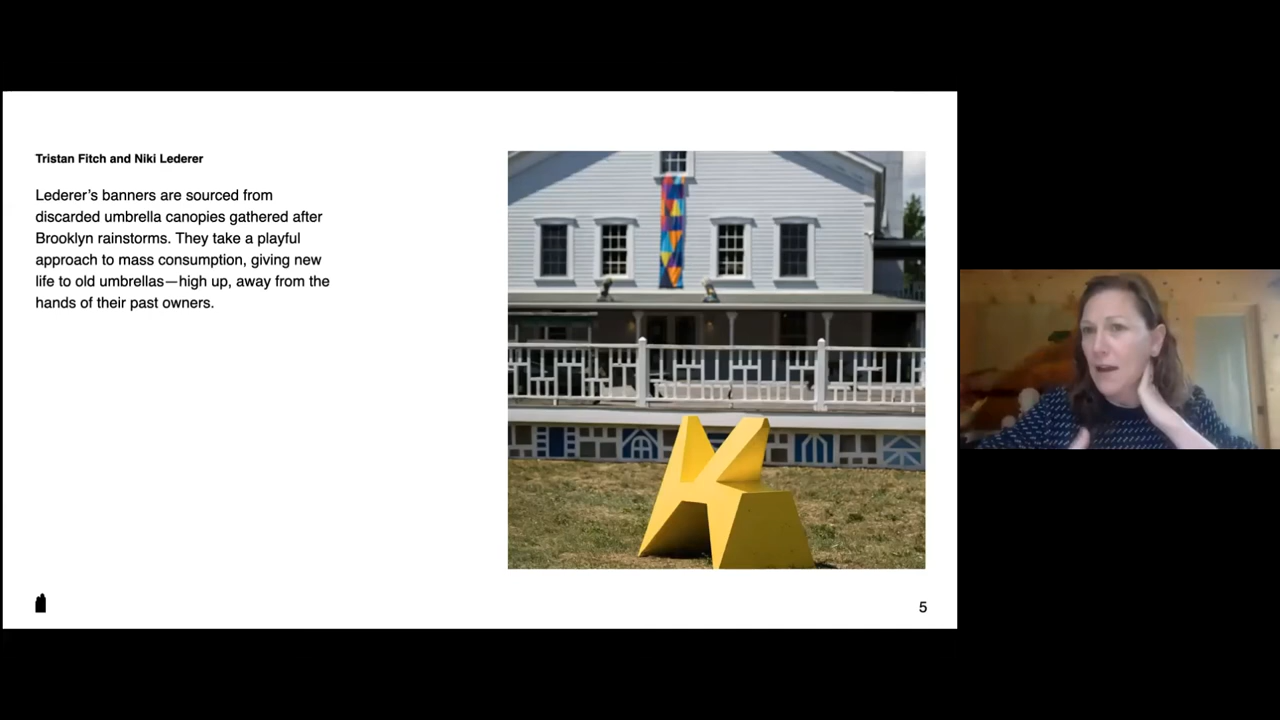 Tristan Fitch and Niki Lederer
Lederer’s banners are sourced from
discarded umbrella canopies gathered after
Brooklyn rainstorms. They take a playful
approach to mass consumption, giving new
life to old umbrellas—high up, away from the
hands of their past owners.
5